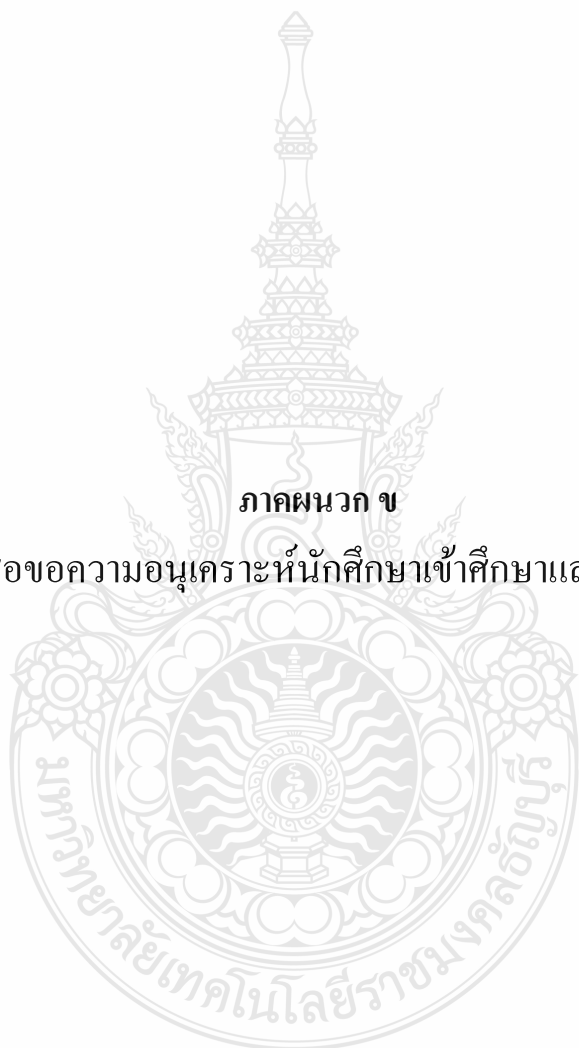 ภาคผนวก ข
อขอความอนุเคราะห์นักศึกษาเข้าศึกษาแล
มหาวิทยาลัยเทคโนโลยีราชมงคลธัญบุรี